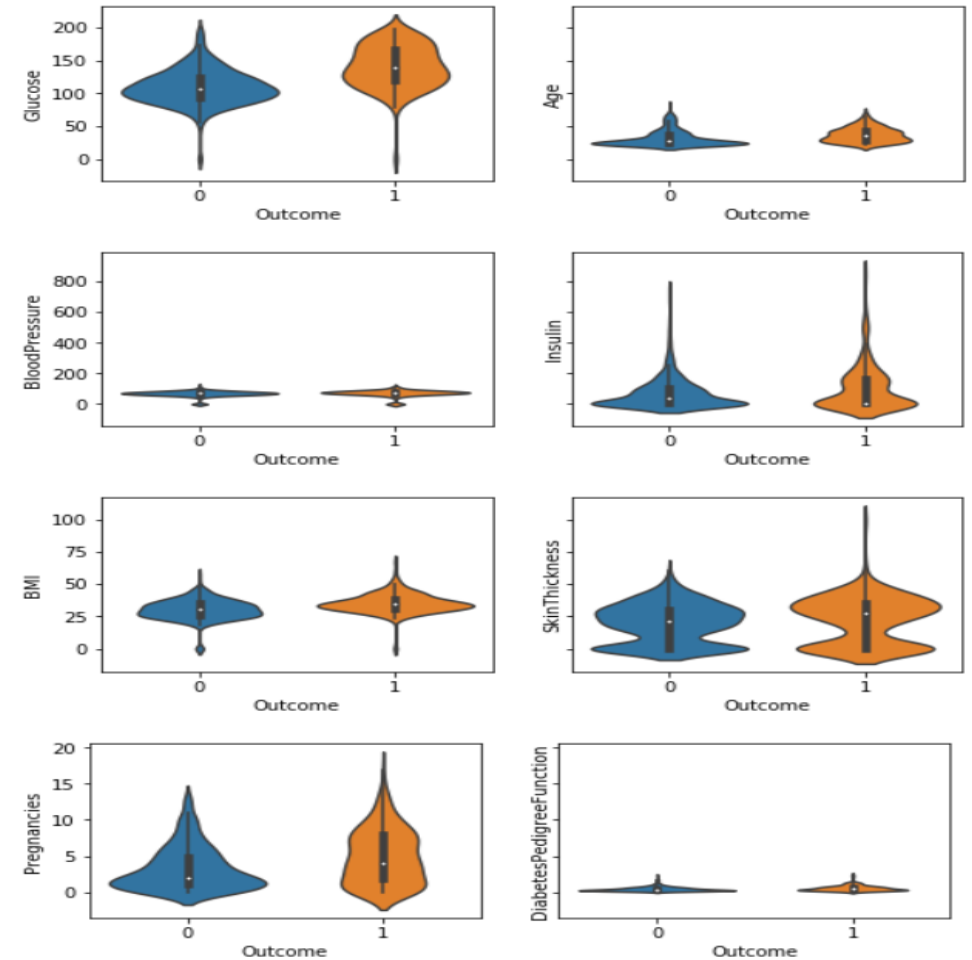 200
150
100
50
0
Glucose
0 1
Outcome
Age
0 1
Outcome
800
600
400
200
0
BloodPressure
0 1
Outcome
Insulin
0 1
Outcome
100
75
50
25
0
BMI
0 1
Outcome
SkinThickness
0 1
Outcome
20
15
10
5
0
Pregnancies
0 1
Outcome
DiabetesPedigreeFunction
0 1
Outcome